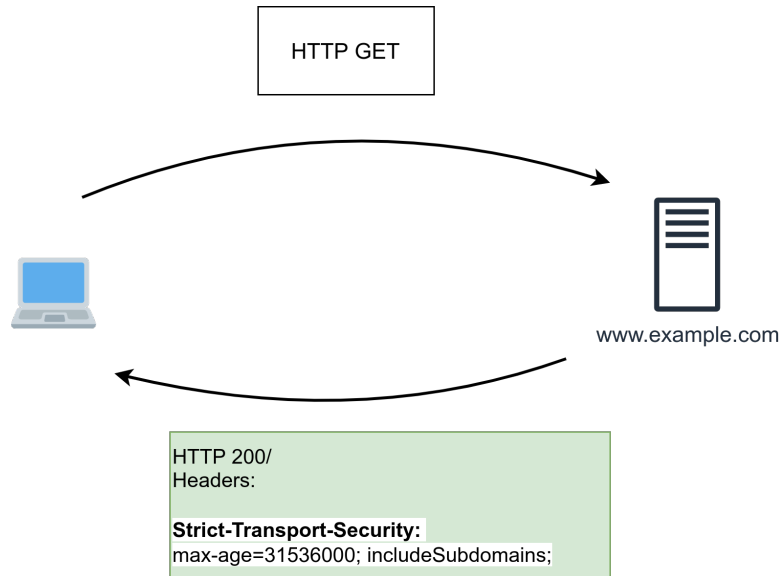 HTTP GET
www.example.com
HTTP 200/
Headers:
Strict-Transport-Security:
max-age=31536000; includeSubdomains;